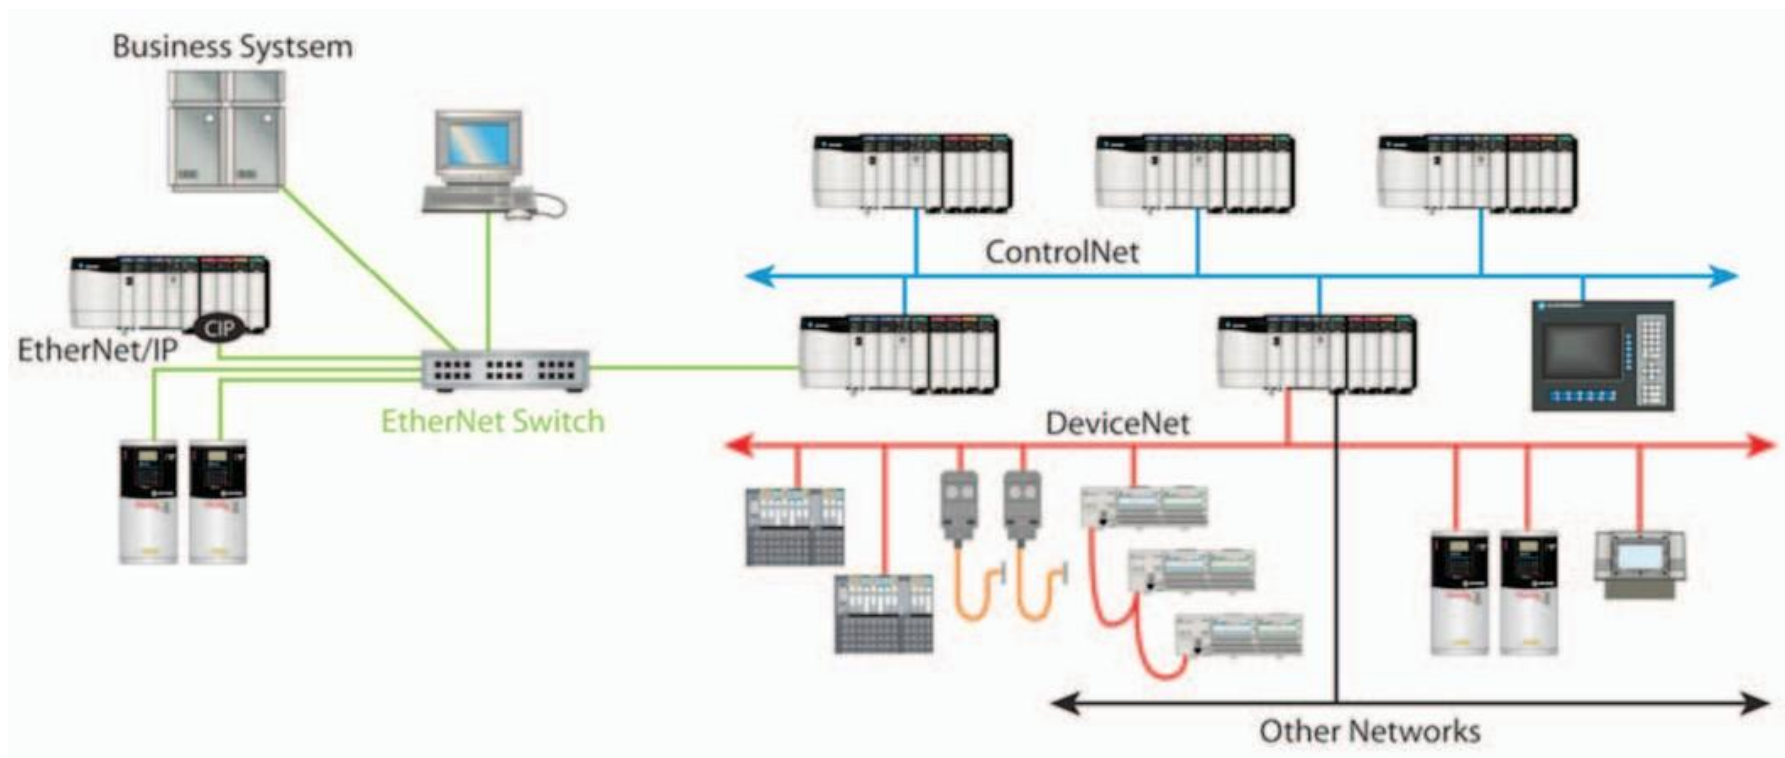 Business Systsem
ControlNet
CIP
EtherNet/IP
EtherNet Switch
DeviceNet
Other Networks